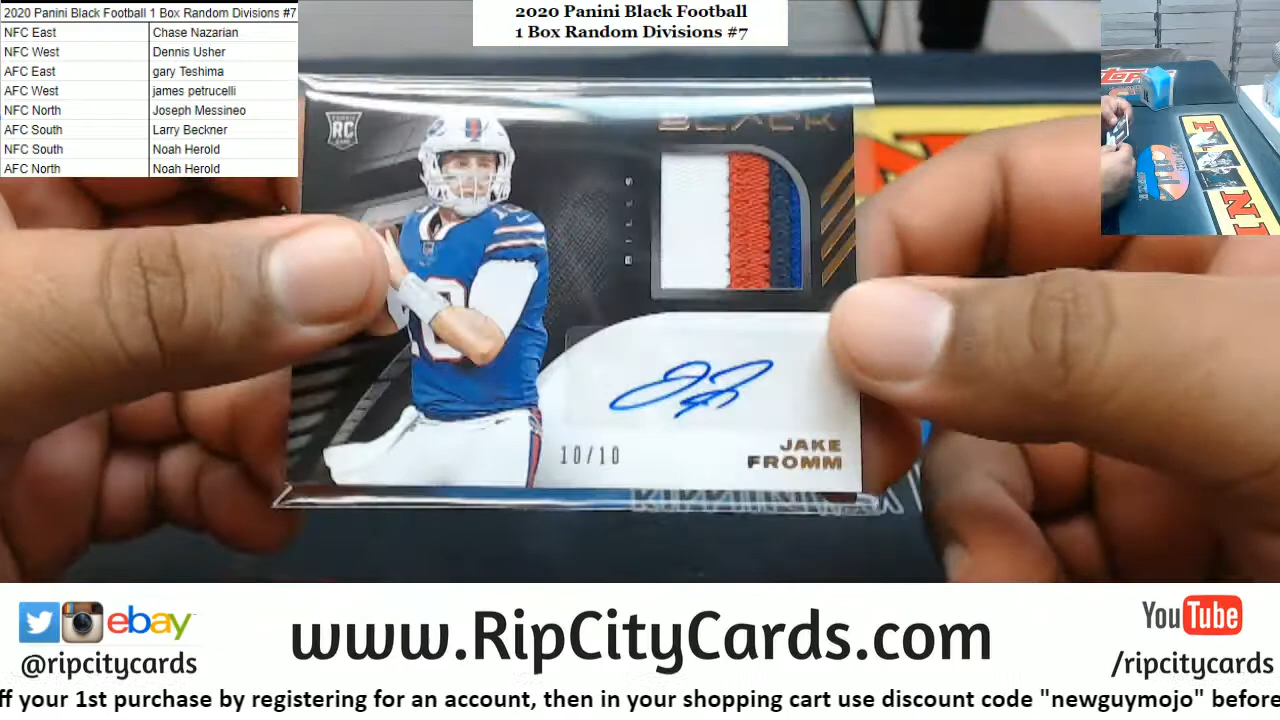 2020 Panini Black Football 1 Box Random Divisions #7
NFC East Chase Nazarian
NFC West Dennis Usher
AFC East gary Teshima
AFC West james petrucelli
NFC North Joseph Messineo
AFC South Larry Beckner
NFC South Noah Herold
AFC North Noah Herold
2020 Panini Black Football
1 Box Random Divisions #7
RC
BLACK
BILLS
10
10/10
JAKE
FROMM
topps
ebay
@ripcitycards
www.RipCityCards.com
YouTube
/ripcitycards
ff your 1st purchase by registering for an account, then in your shopping cart use discount code "newguymojo" before